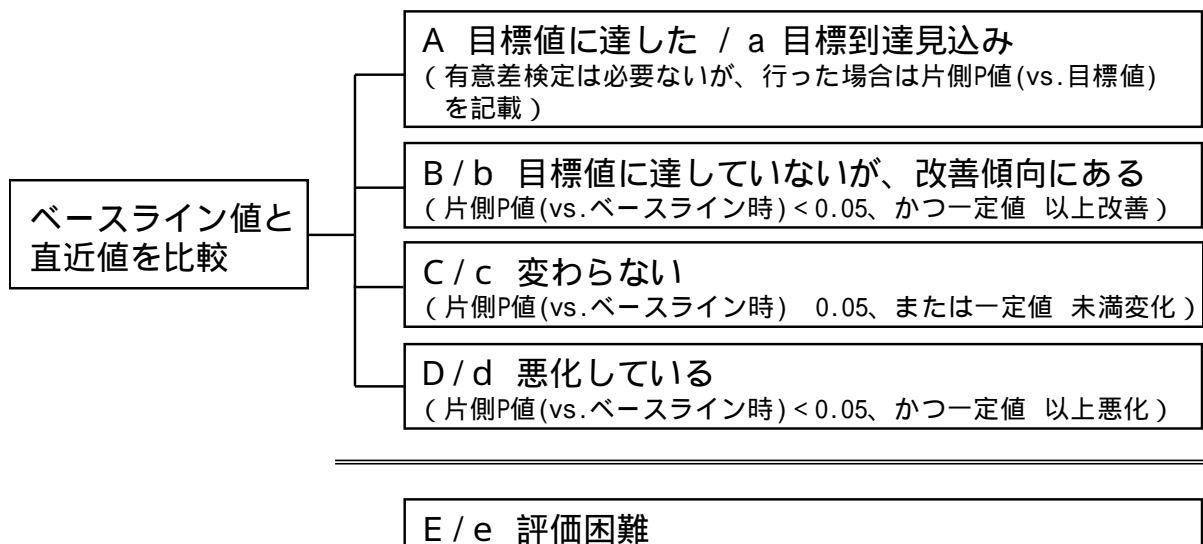 A 目標値に達した / a 目標到達見込み
(有意差検定は必要ないが、行った場合は片側P値(vs.目標値)
を記載)
ベースライン値と
直近値を比較
B/b 目標値に達していないが、改善傾向にある
(片側P値(vs.ベースライン時)<0.05、かつ一定値 以上改善)
C/c 変わらない
(片側P値(vs.ベースライン時) 0.05、または一定値 未満変化)
D/d 悪化している
(片側P値(vs.ベースライン時)<0.05、かつ一定値 以上悪化)
E/e 評価困難